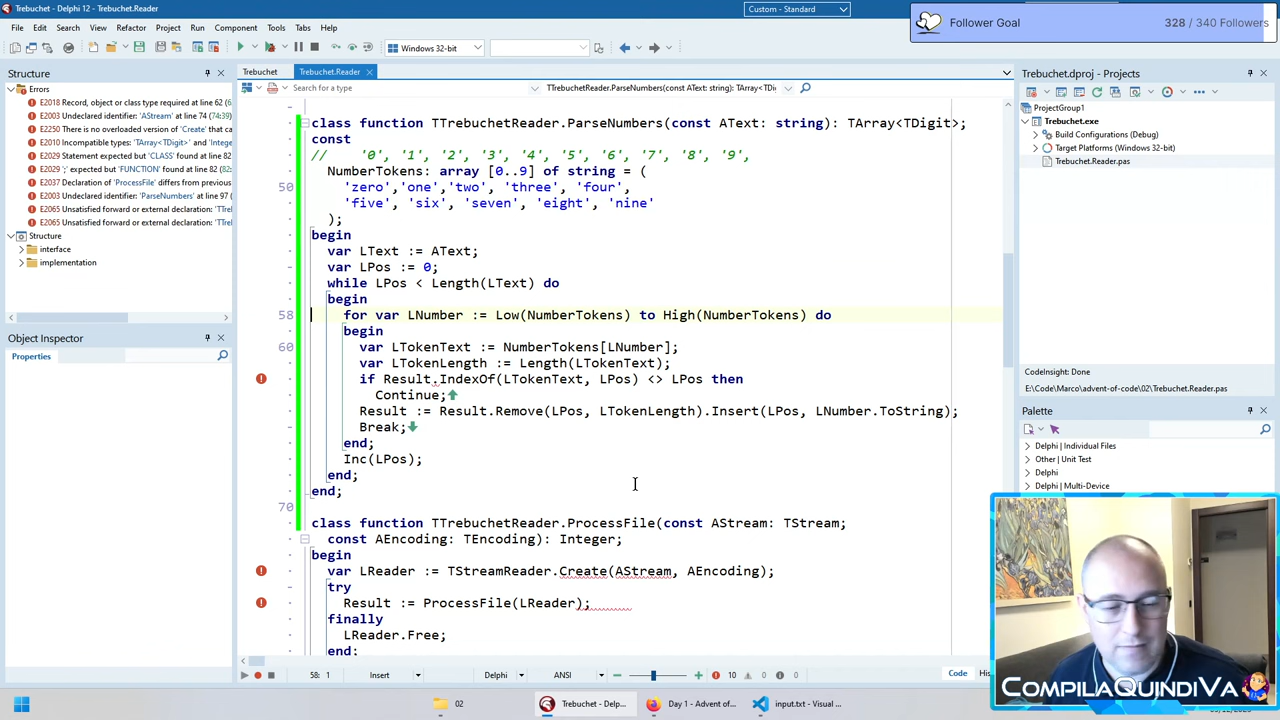 Trebuchet - Delphi 12 - Trebuchet.Reader
Custom - Standard
Follower Goal
328 / 340 Followers
File Edit Search View Refactor Project Run Component Tools Tabs Help
Windows 32-bit
Structure
Errors
E2018 Record, object or class type required at line 62 (6:
E2003 Undeclared identifier: 'AStream' at line 74 (74:39)
E2250 There is no overloaded version of 'Create' that ca
E2010 Incompatible types: 'TArray<TDigit>' and 'Intege
E2029 Statement expected but 'CLASS' found at line 82
E2029 ';' expected but 'FUNCTION' found at line 82 (82:
E2037 Declaration of 'ProcessFile' differs from previous
E2003 Undeclared identifier: 'ParseNumbers' at line 97 (
E2065 Unsatisfied forward or external declaration: 'TTre
E2065 Unsatisfied forward or external declaration: 'TTrel
Structure
interface
implementation
Object Inspector
Properties
Trebuchet
Trebuchet.Reader
Search for a type
TTrebuchetReader.ParseNumbers(const AText: string): TArray<TDi
class function TTrebuchetReader.ParseNumbers(const AText: string): TArray<TDigit>;
const
// '0', '1', '2', '3', '4', '5', '6', '7', '8', '9',
NumberTokens: array [0..9] of string = (
50 'zero','one','two', 'three', 'four',
'five', 'six', 'seven', 'eight', 'nine'
);
begin
var LText := AText;
var LPos := 0;
while LPos < Length(LText) do
begin
58 for var LNumber := Low(NumberTokens) to High(NumberTokens) do
begin
60 var LTokenText := NumberTokens[LNumber];
var LTokenLength := Length(LTokenText);
if Result.IndexOf(LTokenText, LPos) <> LPos then
Continue;
Result := Result.Remove(LPos, LTokenLength).Insert(LPos, LNumber.ToString);
Break;
end;
Inc(LPos);
end;
end;
70
class function TTrebuchetReader.ProcessFile(const AStream: TStream;
const AEncoding: TEncoding): Integer;
begin
var LReader := TStreamReader.Create(AStream, AEncoding);
try
Result := ProcessFile(LReader);
finally
LReader.Free;
end;
58: 1
Insert
Delphi
ANSI
10
0
0
Code
His
Trebuchet.dproj - Projects
ProjectGroup1
Trebuchet.exe
Build Configurations (Debug)
Target Platforms (Windows 32-bit)
Trebuchet.Reader.pas
CodeInsight: Done
E:\Code\Marco\advent-of-code\02\Trebuchet.Reader.pas
Palette
Delphi | Individual Files
Other | Unit Test
Delphi
Delphi | Multi-Device
COMPILAQUINDIVA
02
Trebuchet - Delp...
Day 1 - Advent of...
input.txt - Visual ...